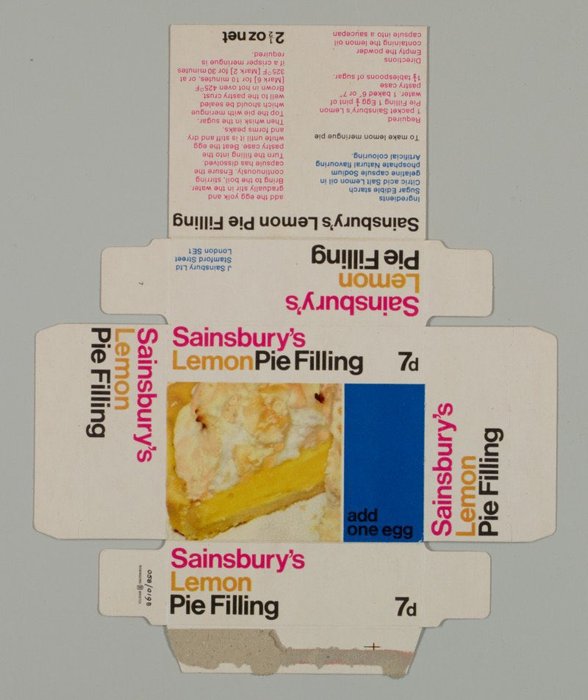 Sainsbury's Lemon Pie Filling
Ingredients
Sugar Edible starch
Citric acid Salt Lemon oil in
gelatine capsule Sodium
phosphate Natural flavouring
Artificial colouring.
To make lemon meringue pie
Required
1 packet Sainsbury's Lemon
Pie Filling 1 Egg pint of
water. 1 baked 6" or 7"
pastry case
1½ tablespoons of sugar.
Directions
Empty the powder
containing the lemon oil
capsule into a saucepan
add the egg yolk and
gradually stir in the water.
Bring to the boil, stirring
continuously. Ensure the
capsule has dissolved.
Turn the filling into the
pastry case. Beat the egg
white until it is stiff and dry
and forms peaks.
Then whisk in the sugar.
Top the pie with meringue
which should be sealed
well to the pastry crust.
Brown in hot oven 425°F
[Mark 6] for 10 minutes, or at
325°F [Mark 2] for 30 minutes
if a crisper meringue is
required.
2½ oz net
Sainsbury's
Lemon
Pie Filling
J Sainsbury Ltd
Stamford Street
London SE1
Sainsbury's
Lemon
Pie Filling
Sainsbury's
Lemon Pie Filling
7d
add
one egg
Sainsbury's
Lemon
Pie Filling
Sainsbury's
Lemon
Pie Filling
7d